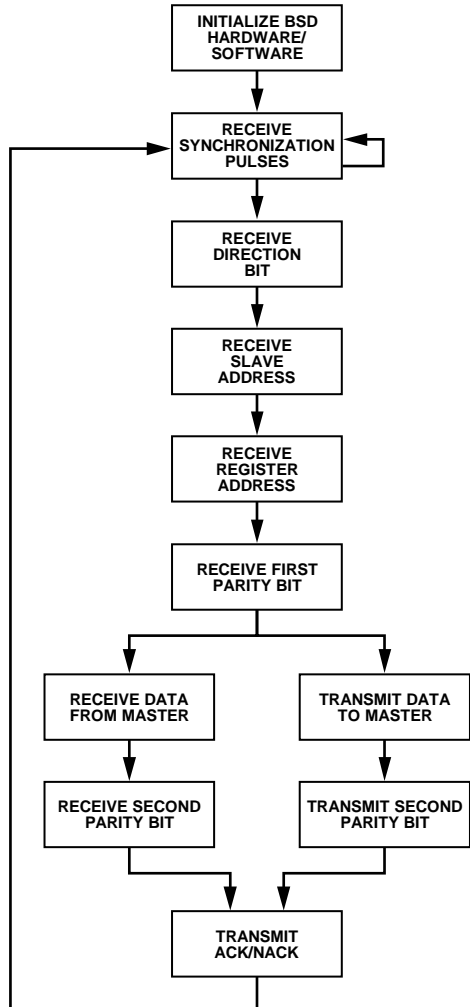 INITIALIZE BSD
HARDWARE/
SOFTWARE
RECEIVE
SYNCHRONIZATION
PULSES
RECEIVE
DIRECTION
BIT
RECEIVE
SLAVE
ADDRESS
RECEIVE
REGISTER
ADDRESS
RECEIVE FIRST
PARITY BIT
RECEIVE DATA
FROM MASTER
TRANSMIT DATA
TO MASTER
RECEIVE SECOND
PARITY BIT
TRANSMIT SECOND
PARITY BIT
TRANSMIT
ACK/NACK